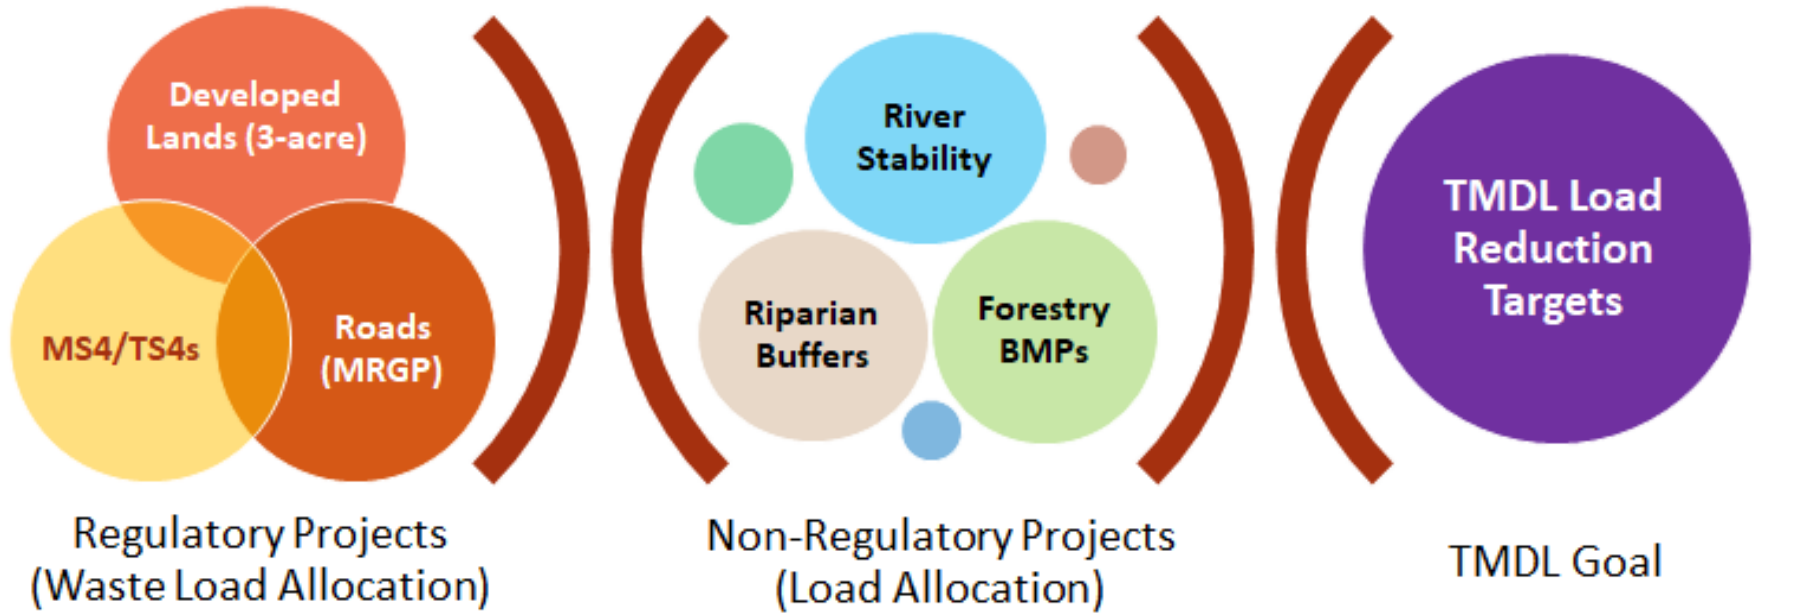 Developed
Lands (3-acre)
MS4/TS4s
Roads
(MRGP)
Regulatory Projects
(Waste Load Allocation)
River
Stability
Riparian
Buffers
Forestry
BMPs
Non-Regulatory Projects
(Load Allocation)
TMDL Load
Reduction
Targets
TMDL Goal